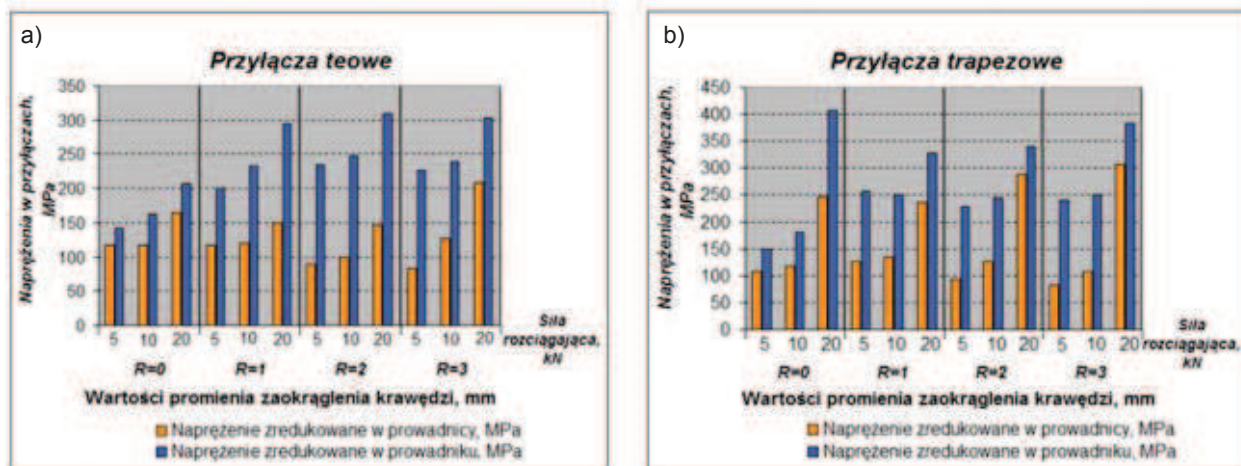 a)
Przyłącza teowe
Naprężenia w przyłączach, MPa
350
300
250
200
150
100
50
0
5 10 20 5 10 20 5 10 20 5 10 20
Siła rozciągająca, kN
R=0 R=1 R=2 R=3
Wartości promienia zaokrąglenia krawędzi, mm
Naprężenie zredukowane w prowadnicy, MPa
Naprężenie zredukowane w prowadniku, MPa
b)
Przyłącza trapezowe
Naprężenia w przyłączach, MPa
450
400
350
300
250
200
150
100
50
0
5 10 20 5 10 20 5 10 20 5 10 20
Siła rozciągająca, kN
R=0 R=1 R=2 R=3
Wartości promienia zaokrąglenia krawędzi, mm
Naprężenie zredukowane w prowadnicy, MPa
Naprężenie zredukowane w prowadniku, MPa